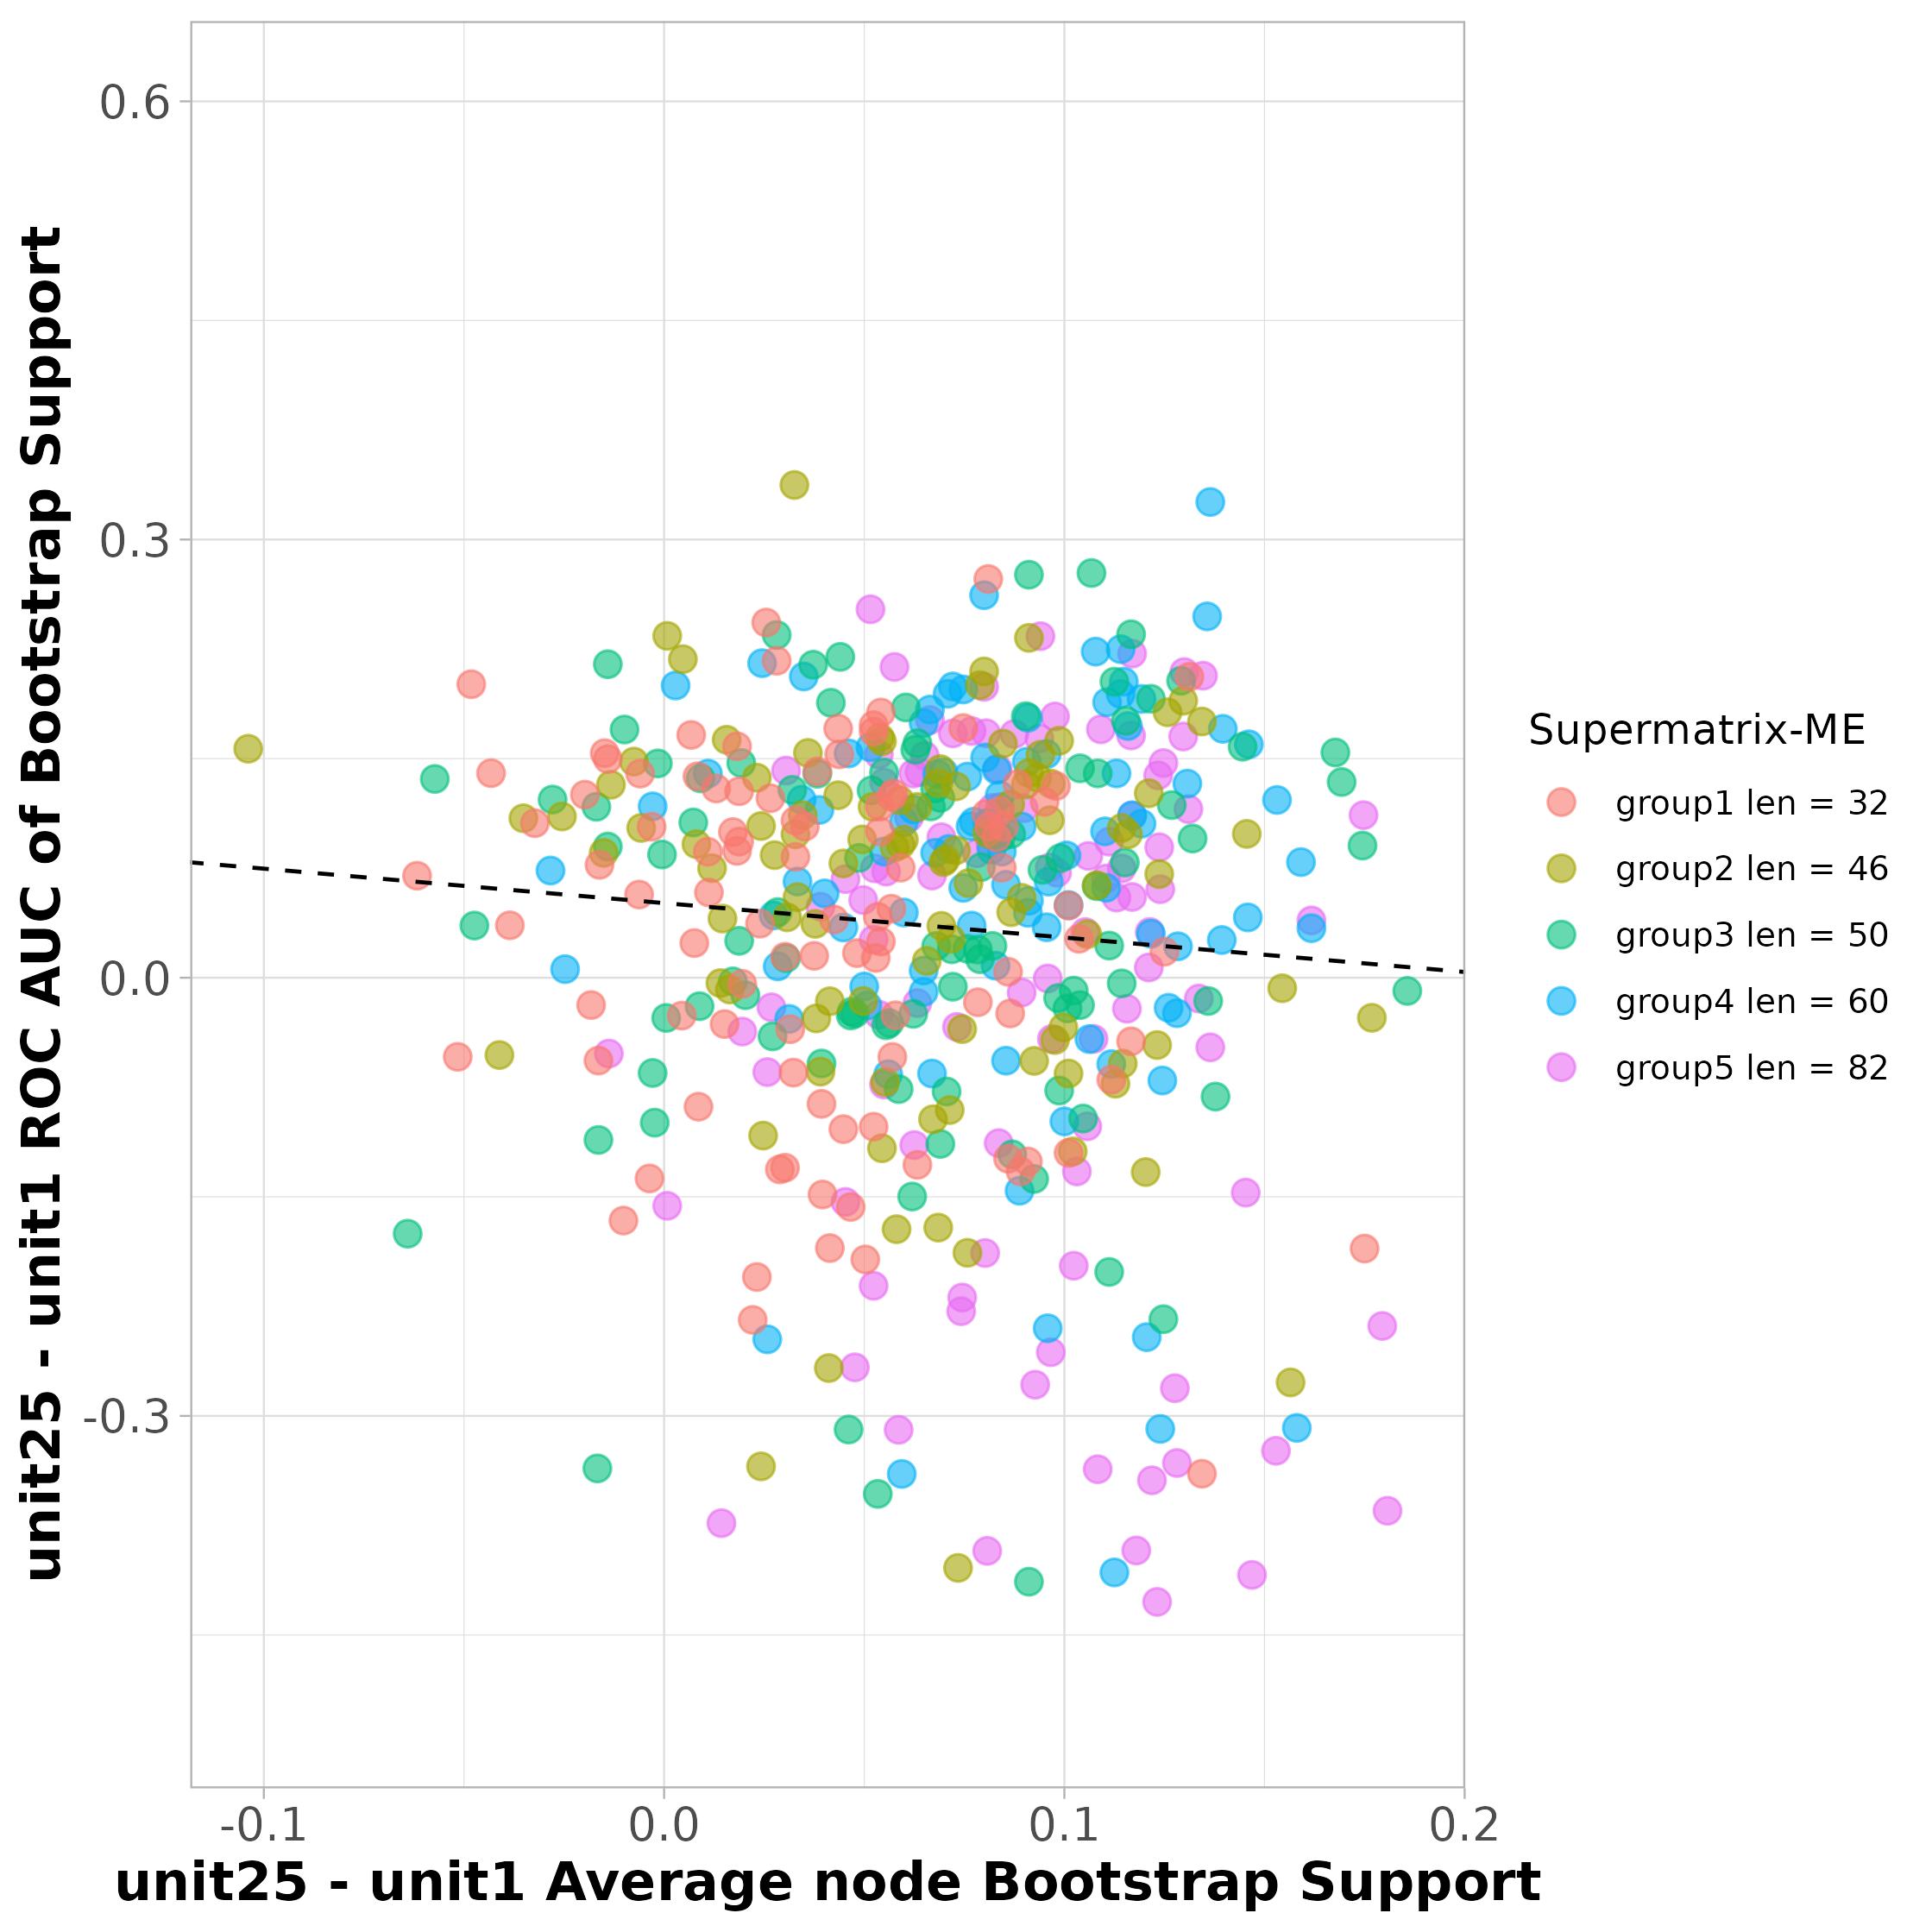 unit25 - unit1 ROC AUC of Bootstrap Support
0.6
0.3
0.0
-0.3
-0.1
0.0
0.1
0.2
unit25 - unit1 Average node Bootstrap Support
Supermatrix-ME
group1 len = 32
group2 len = 46
group3 len = 50
group4 len = 60
group5 len = 82